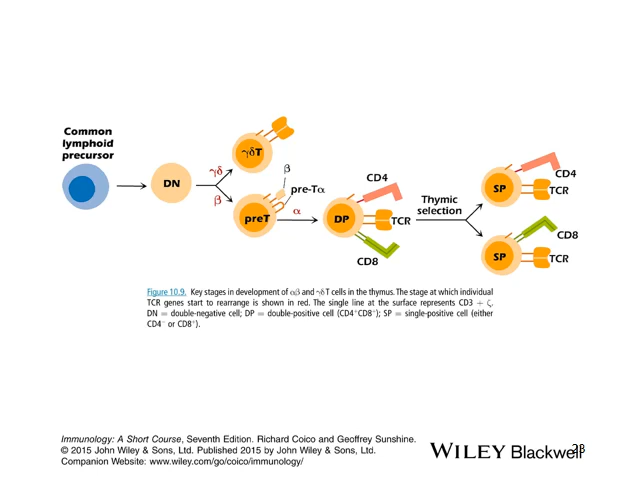 Common
lymphoid
precursor
DN
γδ
β
γδT
β
pre-Tα
preT
α
CD4
DP
TCR
CD8
Thymic
selection
SP
CD4
TCR
SP
CD8
TCR
Figure 10.9. Key stages in development of αβ and γδT cells in the thymus. The stage at which individual
TCR genes start to rearrange is shown in red. The single line at the surface represents CD3 + ζ.
DN = double-negative cell; DP = double-positive cell (CD4⁺CD8⁺); SP = single-positive cell (either
CD4⁻ or CD8⁺).
Immunology: A Short Course, Seventh Edition. Richard Coico and Geoffrey Sunshine.
© 2015 John Wiley & Sons, Ltd. Published 2015 by John Wiley & Sons, Ltd.
Companion Website: www.wiley.com/go/coico/immunology/
WILEY Blackwell